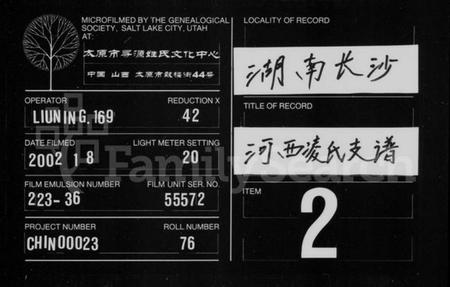 MICROFILMED BY THE GENEALOGICAL
SOCIETY, SALT LAKE CITY, UTAH
AT:
太原市寻源姓氏文化中心
中国 山西 太原市鼓楼街44号
OPERATOR
LIUNING, 169
REDUCTION X
42
DATE FILMED
2002 1 8
LIGHT METER SETTING
20
FILM EMULSION NUMBER
223-36
FILM UNIT SER. NO.
55572
PROJECT NUMBER
CHN00023
ROLL NUMBER
76
LOCALITY OF RECORD
湖南长沙
TITLE OF RECORD
河西凌氏支谱
ITEM
2
FamilySearch